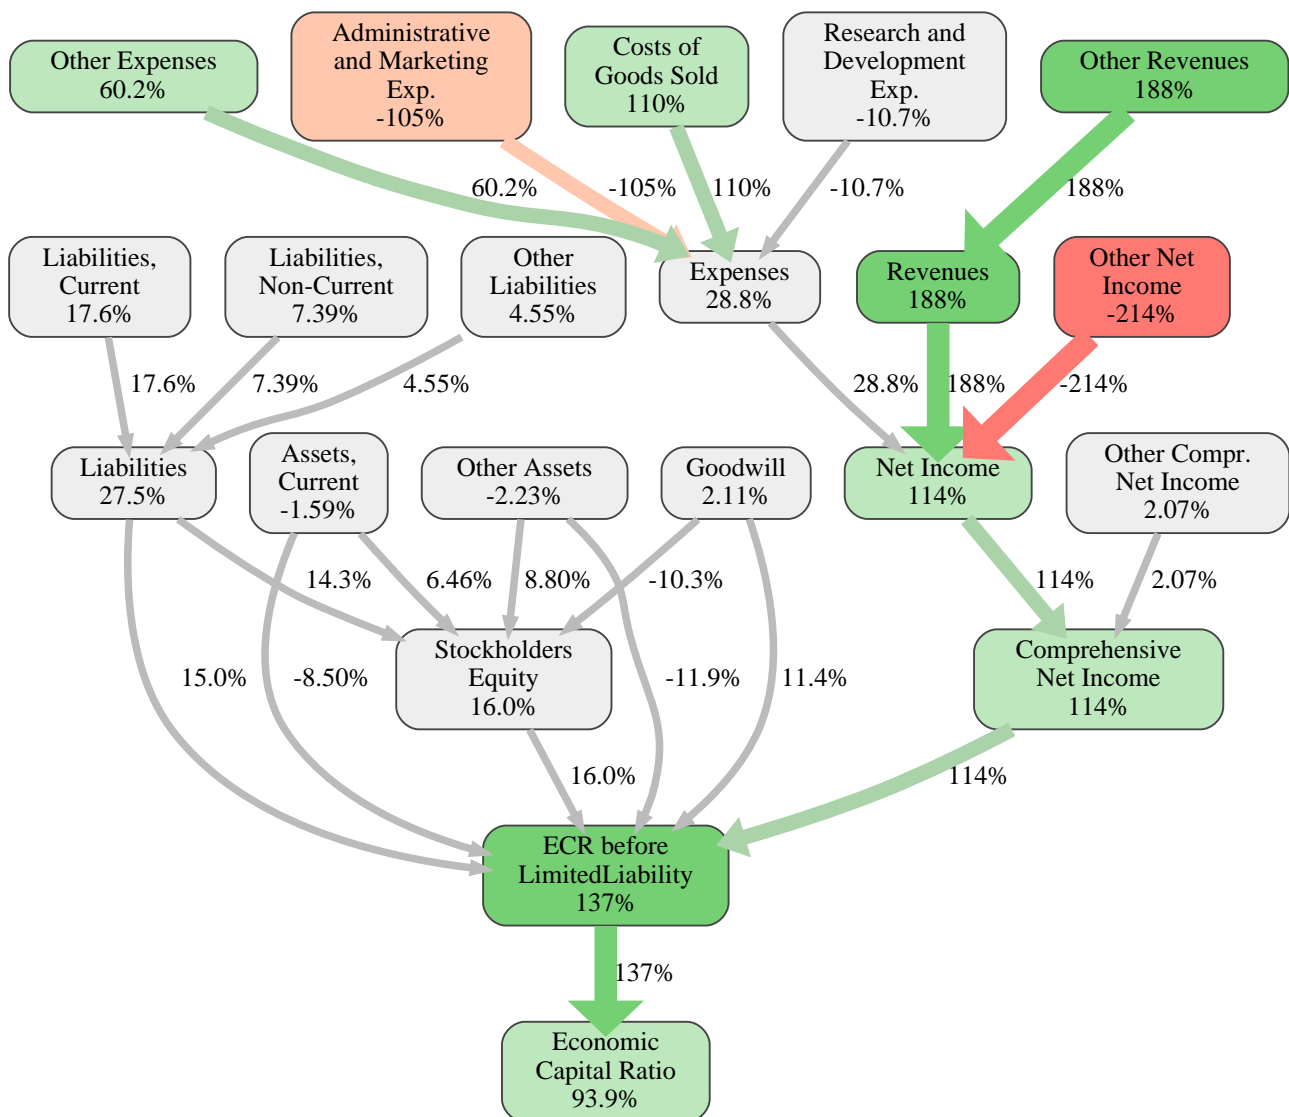 Other Expenses
60.2%
Administrative
and Marketing
Exp.
-105%
Costs of
Goods Sold
110%
Research and
Development
Exp.
-10.7%
Other Revenues
188%
60.2%
-105%
110%
-10.7%
188%
Liabilities,
Current
17.6%
Liabilities,
Non-Current
7.39%
Other
Liabilities
4.55%
Expenses
28.8%
Revenues
188%
Other Net
Income
-214%
17.6%
7.39%
4.55%
28.8%
188%
-214%
Liabilities
27.5%
Assets,
Current
-1.59%
Other Assets
-2.23%
Goodwill
2.11%
Net Income
114%
Other Compr.
Net Income
2.07%
14.3%
6.46%
8.80%
-10.3%
114%
2.07%
15.0%
-8.50%
Stockholders
Equity
16.0%
-11.9%
11.4%
Comprehensive
Net Income
114%
16.0%
114%
ECR before
LimitedLiability
137%
137%
Economic
Capital Ratio
93.9%